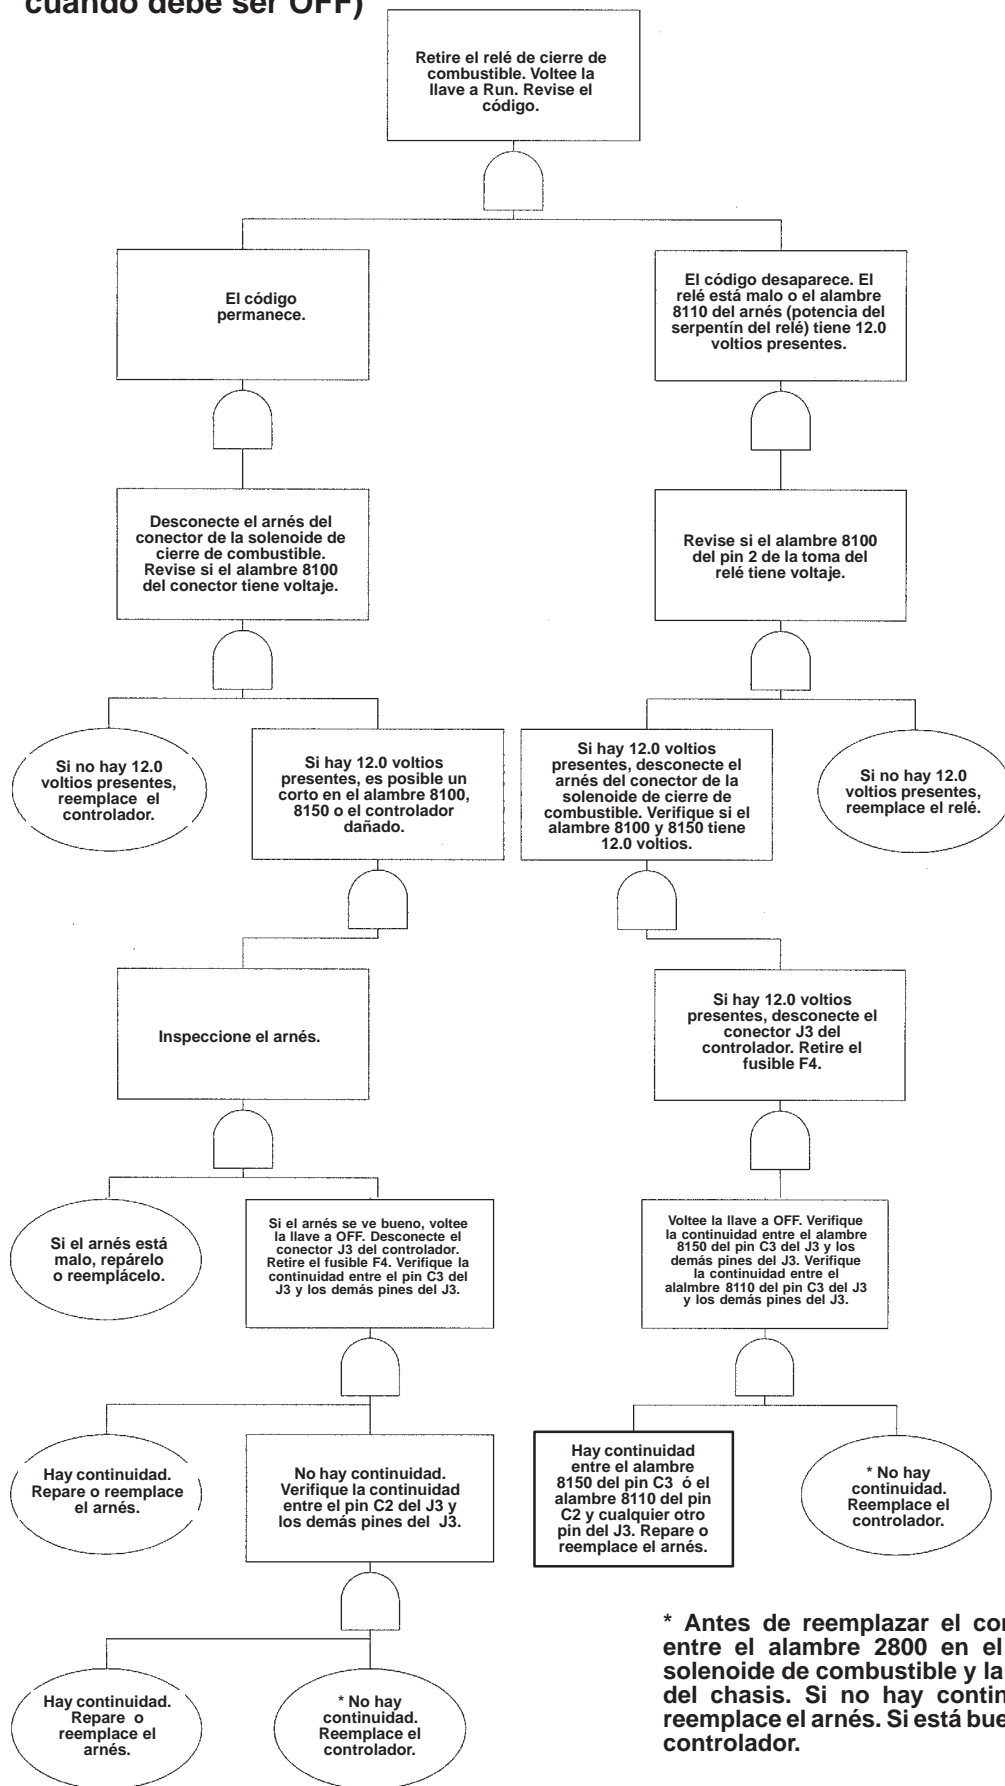 cuando debe ser OFF)
Retire el relé de cierre de
combustible. Voltee la
llave a Run. Revise el
código.
El código
permanece.
El código desaparece. El
relé está malo o el alambre
8110 del arnés (potencia del
serpentín del relé) tiene 12.0
voltios presentes.
Desconecte el arnés del
conector de la solenoide de
cierre de combustible.
Revise si el alambre 8100
del conector tiene voltaje.
Revise si el alambre 8100
del pin 2 de la toma del
relé tiene voltaje.
Si no hay 12.0
voltios presentes,
reemplace el
controlador.
Si hay 12.0 voltios
presentes, es posible un
corto en el alambre 8100,
8150 o el controlador
dañado.
Si hay 12.0 voltios
presentes, desconecte el
arnés del conector de la
solenoide de cierre de
combustible. Verifique si el
alambre 8100 y 8150 tiene
12.0 voltios.
Si no hay 12.0
voltios presentes,
reemplace el relé.
Inspeccione el arnés.
Si hay 12.0 voltios
presentes, desconecte el
conector J3 del
controlador. Retire el
fusible F4.
Si el arnés está
malo, repárelo
o reemplácelo.
Si el arnés se ve bueno, voltee
la llave a OFF. Desconecte el
conector J3 del controlador.
Retire el fusible F4. Verifique la
continuidad entre el pin C3 del
J3 y los demás pines del J3.
Voltee la llave a OFF. Verifique
la continuidad entre el alambre
8150 del pin C3 del J3 y los
demás pines del J3. Verifique
la continuidad entre el
alalmbre 8110 del pin C3 del J3
y los demás pines del J3.
Hay continuidad.
Repare o reemplace
el arnés.
No hay continuidad.
Verifique la continuidad
entre el pin C2 del J3 y
los demás pines del J3.
Hay continuidad
entre el alambre
8150 del pin C3 ó el
alambre 8110 del pin
C2 y cualquier otro
pin del J3. Repare o
reemplace el arnés.
* No hay
continuidad.
Reemplace el
controlador.
Hay continuidad.
Repare o
reemplace el
arnés.
* No hay
continuidad.
Reemplace el
controlador.
* Antes de reemplazar el
entre el alambre 2800 en el
solenoide de combustible y la
del chasis. Si no hay
reemplace el arnés. Si está
controlador.